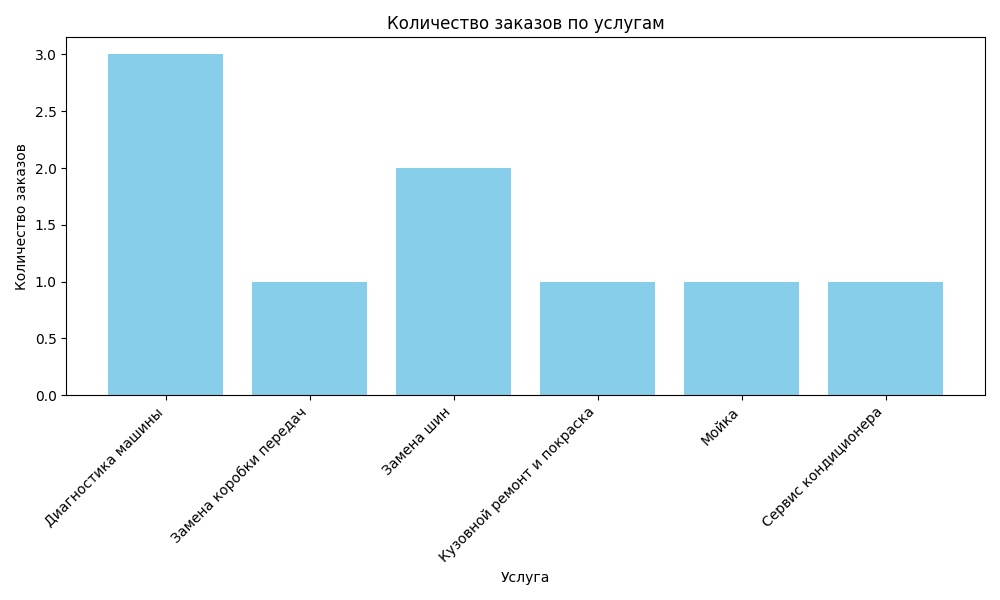 Количество заказов по услугам
Количество заказов
3.0
2.5
2.0
1.5
1.0
0.5
0.0
Диагностика машины
Замена коробки передач
Замена шин
Кузовной ремонт и покраска
Мойка
Сервис кондиционера
Услуга